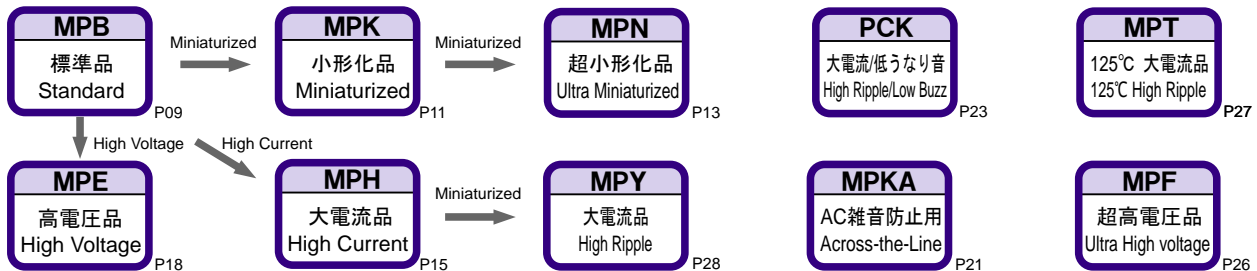 MPB
標準品
Standard
P09
Miniaturized
MPK
小形化品
Miniaturized
P11
Miniaturized
MPN
超小形化品
Ultra Miniaturized
P13
PCK
大電流/低うなり音
High Ripple/Low Buzz
P23
MPT
125℃ 大電流品
125℃ High Ripple
P27
High Voltage
High Current
MPE
高電圧品
High Voltage
P18
MPH
大電流品
High Current
P15
Miniaturized
MPY
大電流品
High Ripple
P28
MPKA
AC雑音防止用
Across-the-Line
P21
MPF
超高電圧品
Ultra High voltage
P26